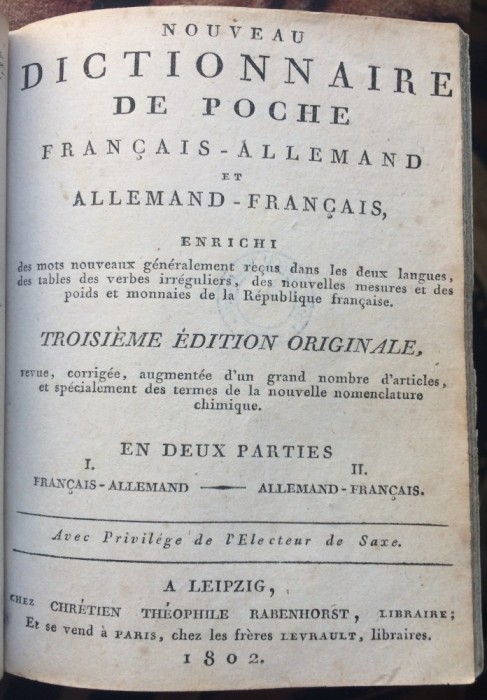 NOUVEAU
DICTIONNAIRE
DE POCHE
FRANÇAIS-ALLEMAND
ET
ALLEMAND-FRANÇAIS,
ENRICHI
des mots nouveaux généralement reçus dans les deux langues,
des tables des verbes irréguliers, des nouvelles mesures et des
poids et monnaies de la République française.
TROISIÈME ÉDITION ORIGINALE,
revue, corrigée, augmentée d'un grand nombre d'articles,
et spécialement des termes de la nouvelle nomenclature
chimique.
EN DEUX PARTIES
I. II.
FRANÇAIS-ALLEMAND — ALLEMAND-FRANÇAIS.
Avec Privilége de l'Electeur de Saxe.
A LEIPZIG,
CHEZ CHRÉTIEN THÉOPHILE RABENHORST, LIBRAIRE;
Et se vend à PARIS, chez les frères LEVRAULT, libraires.
1802.